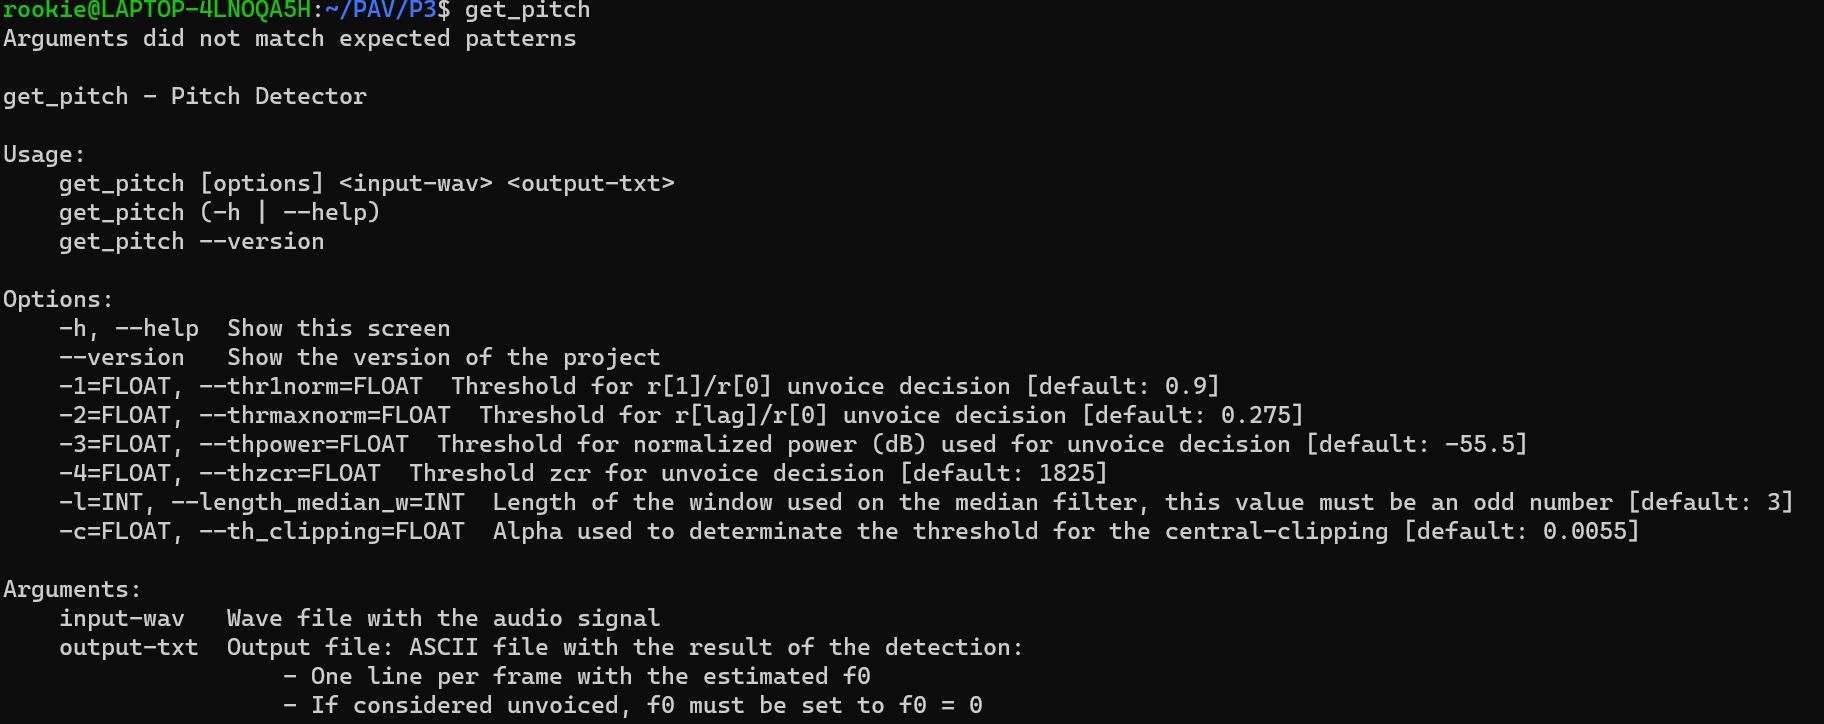 rookie@LAPTOP-4LNOQA5H:~/PAV/P3$ get_pitch
Arguments did not match expected patterns
get_pitch - Pitch Detector
Usage:
    get_pitch [options] <input-wav> <output-txt>
    get_pitch (-h | --help)
    get_pitch --version
Options:
    -h, --help  Show this screen
    --version   Show the version of the project
    -1=FLOAT, --thr1norm=FLOAT  Threshold for r[1]/r[0] unvoice decision [default: 0.9]
    -2=FLOAT, --thrmaxnorm=FLOAT  Threshold for r[lag]/r[0] unvoice decision [default: 0.275]
    -3=FLOAT, --thpower=FLOAT  Threshold for normalized power (dB) used for unvoice decision [default: -55.5]
    -4=FLOAT, --thzcr=FLOAT  Threshold zcr for unvoice decision [default: 1825]
    -l=INT, --length_median_w=INT  Length of the window used on the median filter, this value must be an odd number [default: 3]
    -c=FLOAT, --th_clipping=FLOAT  Alpha used to determinate the threshold for the central-clipping [default: 0.0055]
Arguments:
    input-wav   Wave file with the audio signal
    output-txt  Output file: ASCII file with the result of the detection:
                    - One line per frame with the estimated f0
                    - If considered unvoiced, f0 must be set to f0 = 0